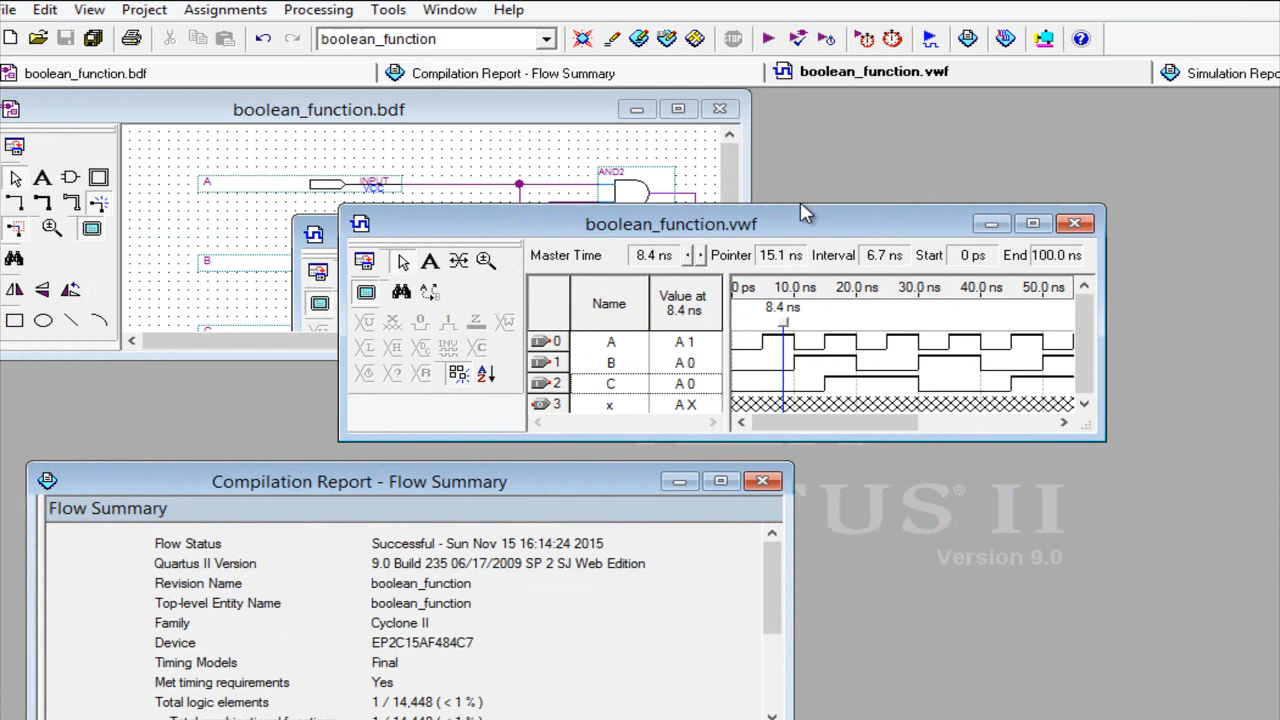 File Edit View Project Assignments Processing Tools Window Help
boolean_function
boolean_function.bdf Compilation Report - Flow Summary boolean_function.vwf Simulation Repo
boolean_function.bdf
A INPUT VCC AND2
B
boolean_function.vwf
Master Time 8.4 ns Pointer 15.1 ns Interval 6.7 ns Start 0 ps End 100.0 ns
Name Value at 8.4 ns 0 ps 10.0 ns 20.0 ns 30.0 ns 40.0 ns 50.0 ns
8.4 ns
0 A A 1
1 B A 0
2 C A 0
3 x A X
Compilation Report - Flow Summary
Flow Summary
Flow Status Successful - Sun Nov 15 16:14:24 2015
Quartus II Version 9.0 Build 235 06/17/2009 SP 2 SJ Web Edition
Revision Name boolean_function
Top-level Entity Name boolean_function
Family Cyclone II
Device EP2C15AF484C7
Timing Models Final
Met timing requirements Yes
Total logic elements 1 / 14,448 ( < 1 % )
TUS® II
Version 9.0